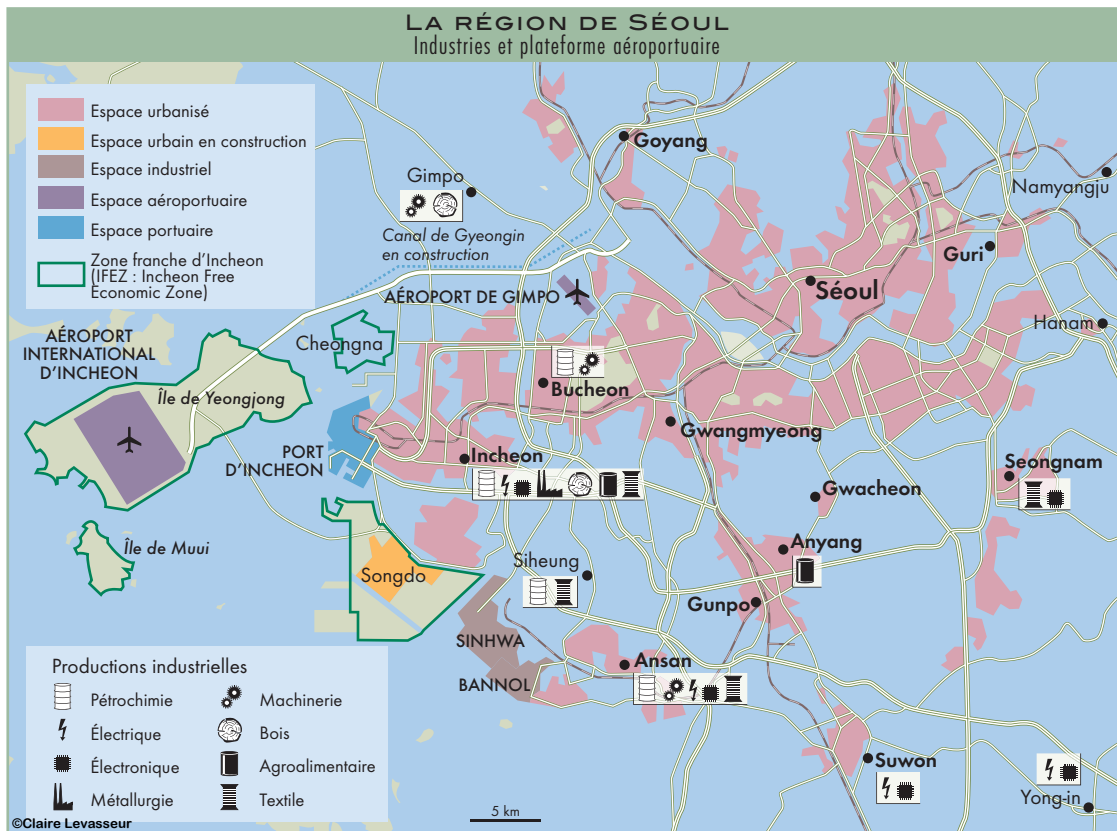 LA RÉGION DE SÉOUL
Industries et plateforme aéroportuaire
Espace urbanisé
Espace urbain en construction
Espace industriel
Espace aéroportuaire
Espace portuaire
Zone franche d'Incheon
(IFEZ : Incheon Free
Economic Zone)
Goyang
Gimpo
Namyangju
Canal de Gyeongin
en construction
Guri
Séoul
AÉROPORT DE GIMPO
Hanam
AÉROPORT
INTERNATIONAL
D'INCHEON
Cheongna
Île de Yeongjong
Bucheon
Gwangmyeong
PORT
D'INCHEON
Incheon
Seongnam
Gwacheon
Île de Muui
Anyang
Siheung
Songdo
Gunpo
SINHWA
Ansan
BANNOL
Suwon
Yong-in
Productions industrielles
Pétrochimie
Machinerie
Électrique
Bois
Électronique
Agroalimentaire
Métallurgie
Textile
5 km
©Claire Levasseur